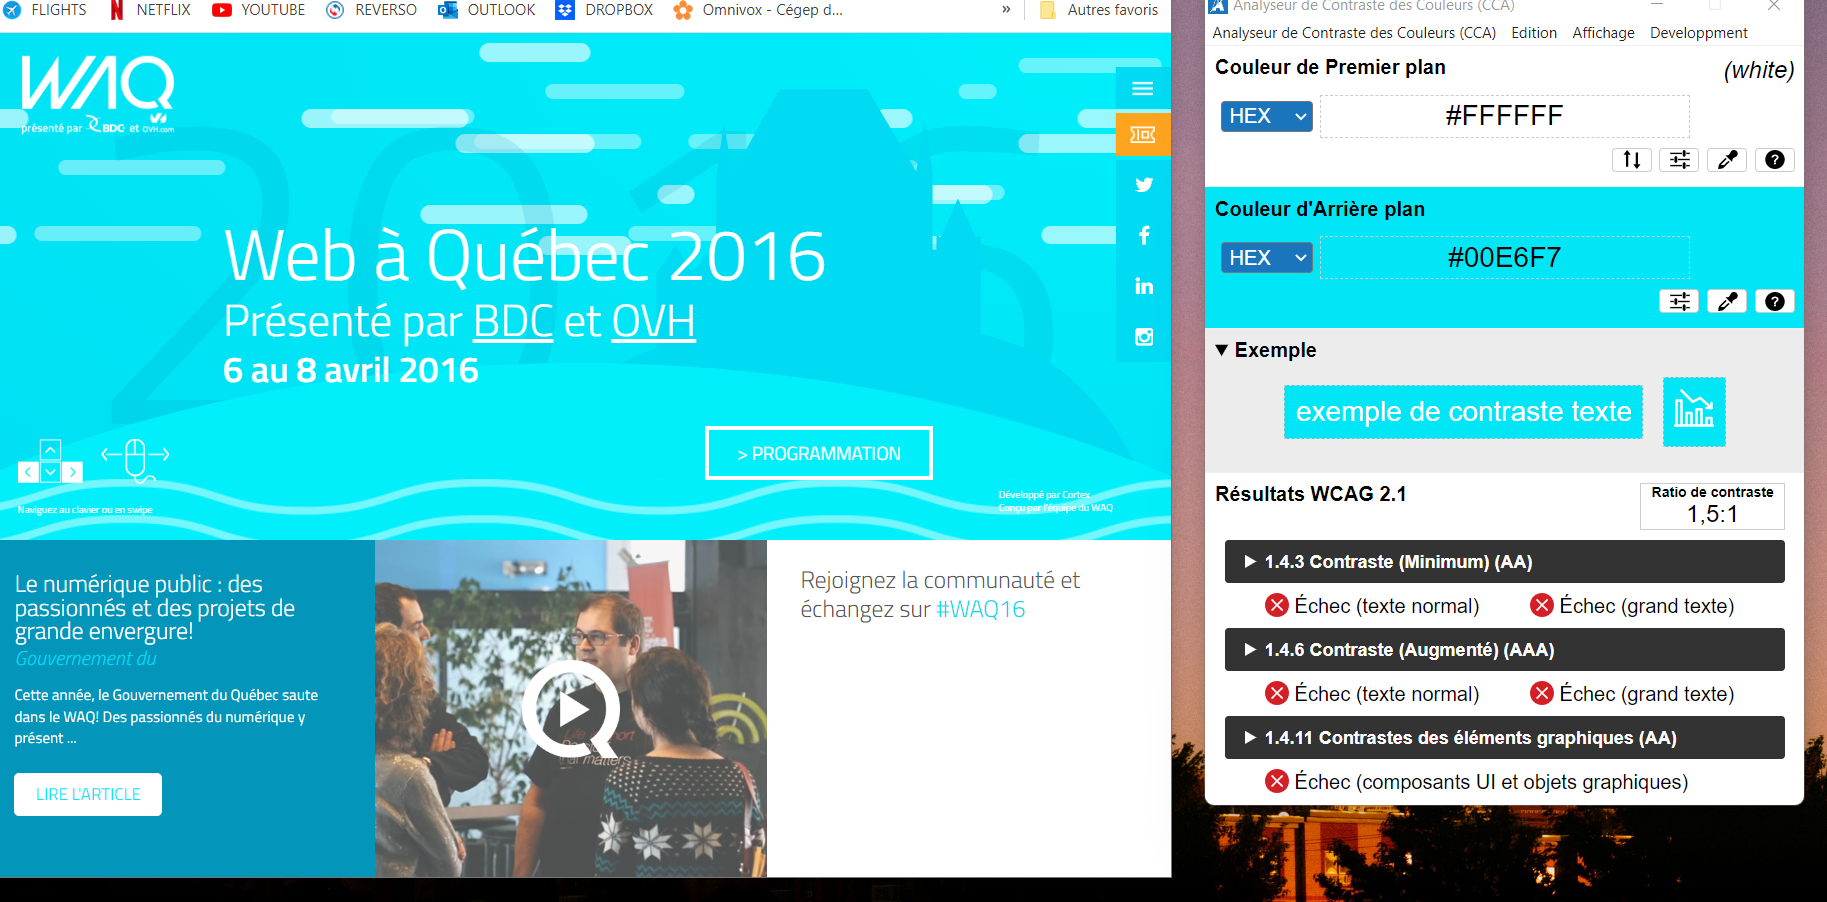 FLIGHTS NETFLIX YOUTUBE REVERSO OUTLOOK DROPBOX Omnivox - Cégep d... » Autres favoris
WAQ
présenté par BDC et OVH.com
2016
Web à Québec 2016
Présenté par BDC et OVH
6 au 8 avril 2016
> PROGRAMMATION
Naviguez au clavier ou en swipe
Développé par Cortex
Conçu par l'équipe du WAQ
Le numérique public : des
passionnés et des projets de
grande envergure!
Gouvernement du
Cette année, le Gouvernement du Québec saute
dans le WAQ! Des passionnés du numérique y
présent ...
LIRE L'ARTICLE
that matters
Rejoignez la communauté et
échangez sur #WAQ16
Analyseur de Contraste des Couleurs (CCA)
Analyseur de Contraste des Couleurs (CCA) Edition Affichage Developpment
Couleur de Premier plan
(white)
HEX #FFFFFF
Couleur d'Arrière plan
HEX #00E6F7
▼ Exemple
exemple de contraste texte
Résultats WCAG 2.1
Ratio de contraste
1,5:1
1.4.3 Contraste (Minimum) (AA)
Échec (texte normal) Échec (grand texte)
1.4.6 Contraste (Augmenté) (AAA)
Échec (texte normal) Échec (grand texte)
1.4.11 Contrastes des éléments graphiques (AA)
Échec (composants UI et objets graphiques)